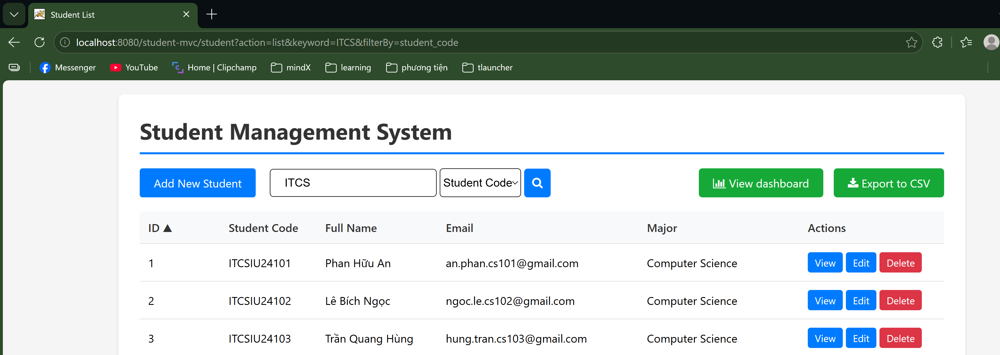 Student List
localhost:8080/student-mvc/student?action=list&keyword=ITCS&filterBy=student_code
Messenger YouTube Home | Clipchamp mindX learning phương tiện tlauncher
Student Management System
Add New Student ITCS Student Code View dashboard Export to CSV
ID ▲ Student Code Full Name Email Major Actions
1 ITCSIU24101 Phan Hữu An an.phan.cs101@gmail.com Computer Science View Edit Delete
2 ITCSIU24102 Lê Bích Ngọc ngoc.le.cs102@gmail.com Computer Science View Edit Delete
3 ITCSIU24103 Trần Quang Hùng hung.tran.cs103@gmail.com Computer Science View Edit Delete